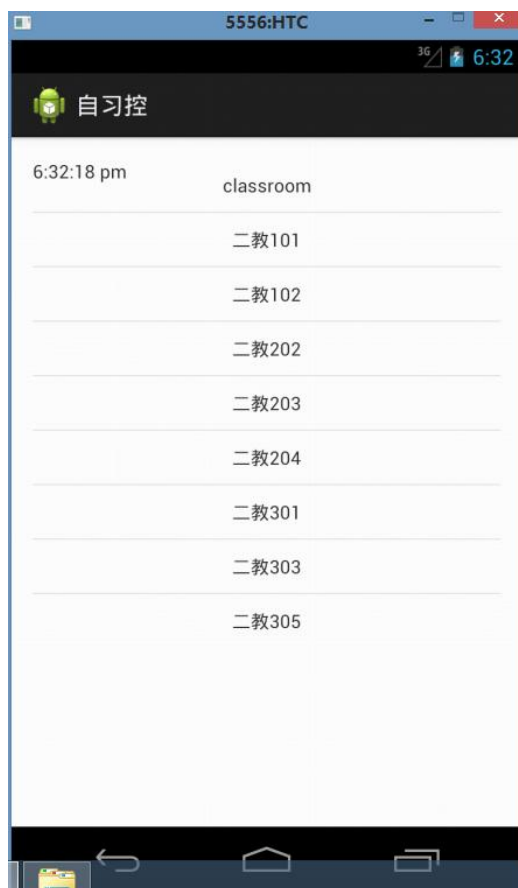 5556:HTC
3G 6:32
自习控
6:32:18 pm
classroom
二教101
二教102
二教202
二教203
二教204
二教301
二教303
二教305